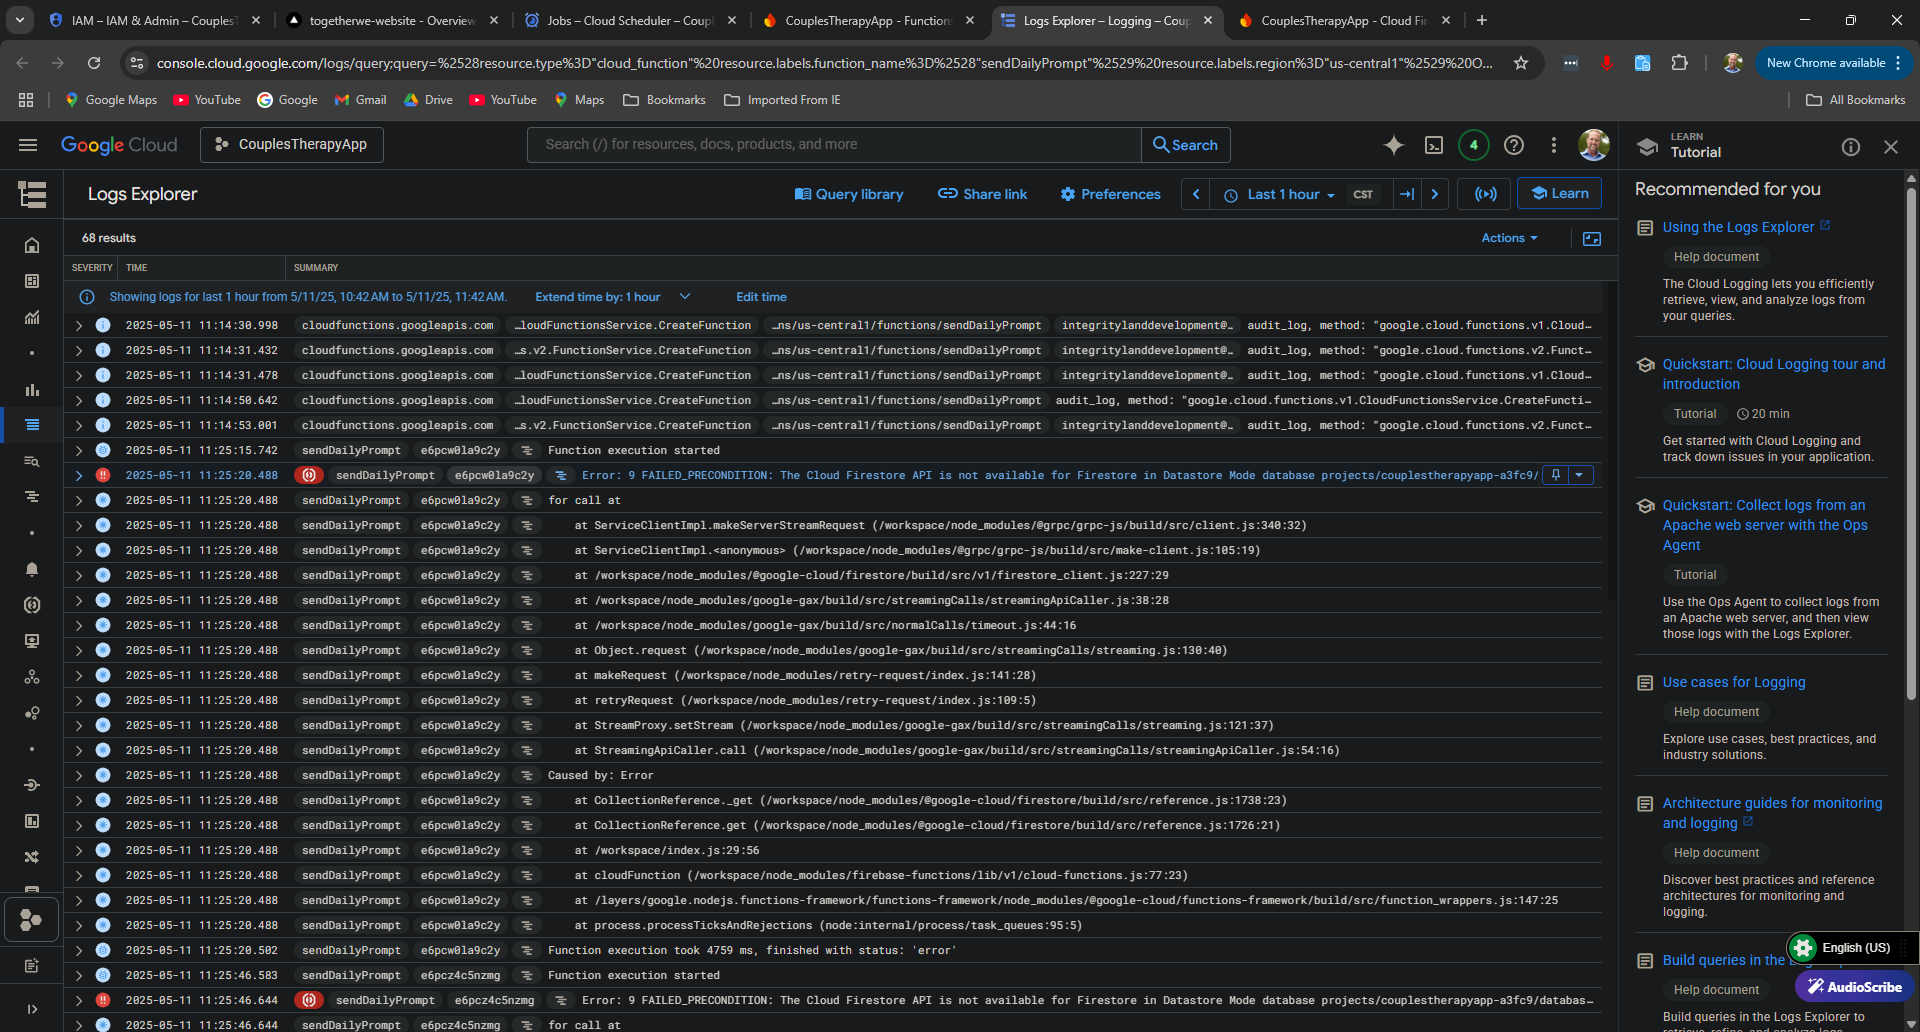 IAM – IAM & Admin – CouplesT
togetherwe-website - Overview
Jobs – Cloud Scheduler – Coupl
CouplesTherapyApp - Functions
Logs Explorer – Logging – Coup
CouplesTherapyApp - Cloud Fir
console.cloud.google.com/logs/query;query=%2528resource.type%3D"cloud_function"%20resource.labels.function_name%3D%2528"sendDailyPrompt"%2529%20resource.labels.region%3D"us-central1"%2529%20O...
New Chrome available
Google Maps YouTube Google Gmail Drive YouTube Maps Bookmarks Imported From IE All Bookmarks
Google Cloud CouplesTherapyApp Search (/) for resources, docs, products, and more Search 4
LEARN
Tutorial
Logs Explorer Query library Share link Preferences Last 1 hour CST Learn
68 results Actions
SEVERITY TIME SUMMARY
Showing logs for last 1 hour from 5/11/25, 10:42 AM to 5/11/25, 11:42 AM. Extend time by: 1 hour Edit time
2025-05-11 11:14:30.998 cloudfunctions.googleapis.com …loudFunctionsService.CreateFunction …ns/us-central1/functions/sendDailyPrompt integritylanddevelopment@… audit_log, method: "google.cloud.functions.v1.Cloud…
2025-05-11 11:14:31.432 cloudfunctions.googleapis.com …s.v2.FunctionService.CreateFunction …ns/us-central1/functions/sendDailyPrompt integritylanddevelopment@… audit_log, method: "google.cloud.functions.v2.Funct…
2025-05-11 11:14:31.478 cloudfunctions.googleapis.com …loudFunctionsService.CreateFunction …ns/us-central1/functions/sendDailyPrompt integritylanddevelopment@… audit_log, method: "google.cloud.functions.v1.Cloud…
2025-05-11 11:14:50.642 cloudfunctions.googleapis.com …loudFunctionsService.CreateFunction …ns/us-central1/functions/sendDailyPrompt audit_log, method: "google.cloud.functions.v1.CloudFunctionsService.CreateFuncti…
2025-05-11 11:14:53.001 cloudfunctions.googleapis.com …s.v2.FunctionService.CreateFunction …ns/us-central1/functions/sendDailyPrompt integritylanddevelopment@… audit_log, method: "google.cloud.functions.v2.Funct…
2025-05-11 11:25:15.742 sendDailyPrompt e6pcw0la9c2y Function execution started
2025-05-11 11:25:20.488 sendDailyPrompt e6pcw0la9c2y Error: 9 FAILED_PRECONDITION: The Cloud Firestore API is not available for Firestore in Datastore Mode database projects/couplestherapyapp-a3fc9/
2025-05-11 11:25:20.488 sendDailyPrompt e6pcw0la9c2y for call at
2025-05-11 11:25:20.488 sendDailyPrompt e6pcw0la9c2y at ServiceClientImpl.makeServerStreamRequest (/workspace/node_modules/@grpc/grpc-js/build/src/client.js:340:32)
2025-05-11 11:25:20.488 sendDailyPrompt e6pcw0la9c2y at ServiceClientImpl.<anonymous> (/workspace/node_modules/@grpc/grpc-js/build/src/make-client.js:105:19)
2025-05-11 11:25:20.488 sendDailyPrompt e6pcw0la9c2y at /workspace/node_modules/@google-cloud/firestore/build/src/v1/firestore_client.js:227:29
2025-05-11 11:25:20.488 sendDailyPrompt e6pcw0la9c2y at /workspace/node_modules/google-gax/build/src/streamingCalls/streamingApiCaller.js:38:28
2025-05-11 11:25:20.488 sendDailyPrompt e6pcw0la9c2y at /workspace/node_modules/google-gax/build/src/normalCalls/timeout.js:44:16
2025-05-11 11:25:20.488 sendDailyPrompt e6pcw0la9c2y at Object.request (/workspace/node_modules/google-gax/build/src/streamingCalls/streaming.js:130:40)
2025-05-11 11:25:20.488 sendDailyPrompt e6pcw0la9c2y at makeRequest (/workspace/node_modules/retry-request/index.js:141:28)
2025-05-11 11:25:20.488 sendDailyPrompt e6pcw0la9c2y at retryRequest (/workspace/node_modules/retry-request/index.js:109:5)
2025-05-11 11:25:20.488 sendDailyPrompt e6pcw0la9c2y at StreamProxy.setStream (/workspace/node_modules/google-gax/build/src/streamingCalls/streaming.js:121:37)
2025-05-11 11:25:20.488 sendDailyPrompt e6pcw0la9c2y at StreamingApiCaller.call (/workspace/node_modules/google-gax/build/src/streamingCalls/streamingApiCaller.js:54:16)
2025-05-11 11:25:20.488 sendDailyPrompt e6pcw0la9c2y Caused by: Error
2025-05-11 11:25:20.488 sendDailyPrompt e6pcw0la9c2y at CollectionReference._get (/workspace/node_modules/@google-cloud/firestore/build/src/reference.js:1738:23)
2025-05-11 11:25:20.488 sendDailyPrompt e6pcw0la9c2y at CollectionReference.get (/workspace/node_modules/@google-cloud/firestore/build/src/reference.js:1726:21)
2025-05-11 11:25:20.488 sendDailyPrompt e6pcw0la9c2y at /workspace/index.js:29:56
2025-05-11 11:25:20.488 sendDailyPrompt e6pcw0la9c2y at cloudFunction (/workspace/node_modules/firebase-functions/lib/v1/cloud-functions.js:77:23)
2025-05-11 11:25:20.488 sendDailyPrompt e6pcw0la9c2y at /layers/google.nodejs.functions-framework/functions-framework/node_modules/@google-cloud/functions-framework/build/src/function_wrappers.js:147:25
2025-05-11 11:25:20.488 sendDailyPrompt e6pcw0la9c2y at process.processTicksAndRejections (node:internal/process/task_queues:95:5)
2025-05-11 11:25:20.502 sendDailyPrompt e6pcw0la9c2y Function execution took 4759 ms, finished with status: 'error'
2025-05-11 11:25:46.583 sendDailyPrompt e6pcz4c5nzmg Function execution started
2025-05-11 11:25:46.644 sendDailyPrompt e6pcz4c5nzmg Error: 9 FAILED_PRECONDITION: The Cloud Firestore API is not available for Firestore in Datastore Mode database projects/couplestherapyapp-a3fc9/databas…
2025-05-11 11:25:46.644 sendDailyPrompt e6pcz4c5nzmg for call at
Recommended for you
Using the Logs Explorer
Help document
The Cloud Logging lets you efficiently
retrieve, view, and analyze logs from
your queries.
Quickstart: Cloud Logging tour and
introduction
Tutorial 20 min
Get started with Cloud Logging and
track down issues in your application.
Quickstart: Collect logs from an
Apache web server with the Ops
Agent
Tutorial
Use the Ops Agent to collect logs from
an Apache web server, and then view
those logs with the Logs Explorer.
Use cases for Logging
Help document
Explore use cases, best practices, and
industry solutions.
Architecture guides for monitoring
and logging
Help document
Discover best practices and reference
architectures for monitoring and
logging.
English (US)
Build queries in the
AudioScribe
Help document
Build queries in the Logs Explorer to